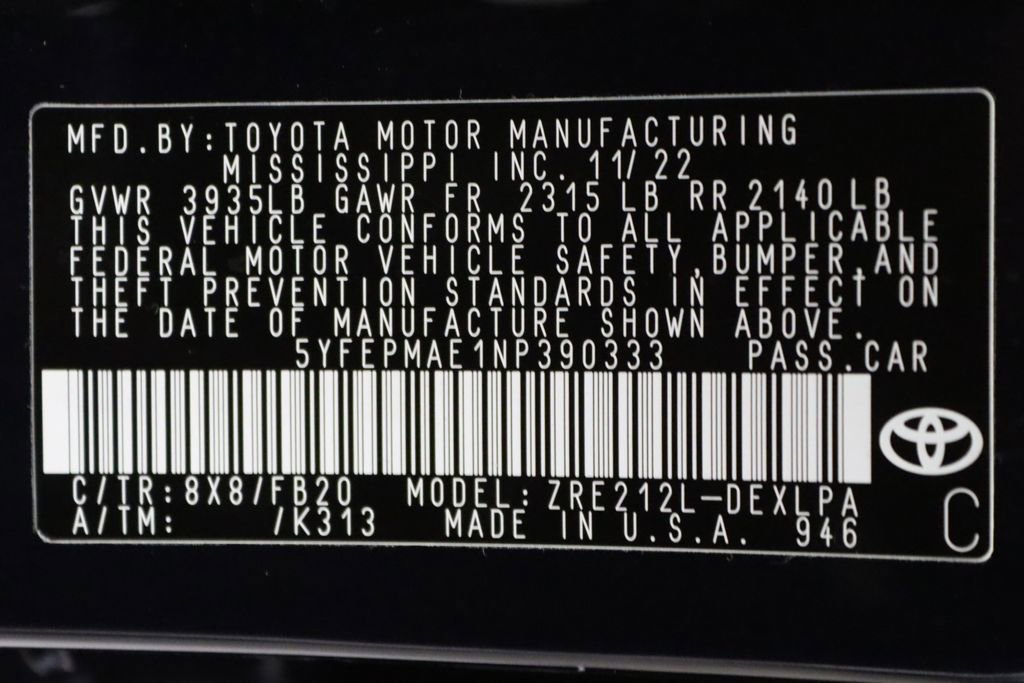 MFD.BY:TOYOTA MOTOR MANUFACTURING
MISSISSIPPI INC. 11/22
GVWR 3935LB GAWR FR 2315 LB RR 2140LB
THIS VEHICLE CONFORMS TO ALL APPLICABLE
FEDERAL MOTOR VEHICLE SAFETY,BUMPER,AND
THEFT PREVENTION STANDARDS IN EFFECT ON
THE DATE OF MANUFACTURE SHOWN ABOVE.
5YFEPMAE1NP390333 PASS.CAR
C/TR:8X8/FB20 MODEL:ZRE212L-DEXLPA
A/TM: /K313 MADE IN U.S.A. 946
C